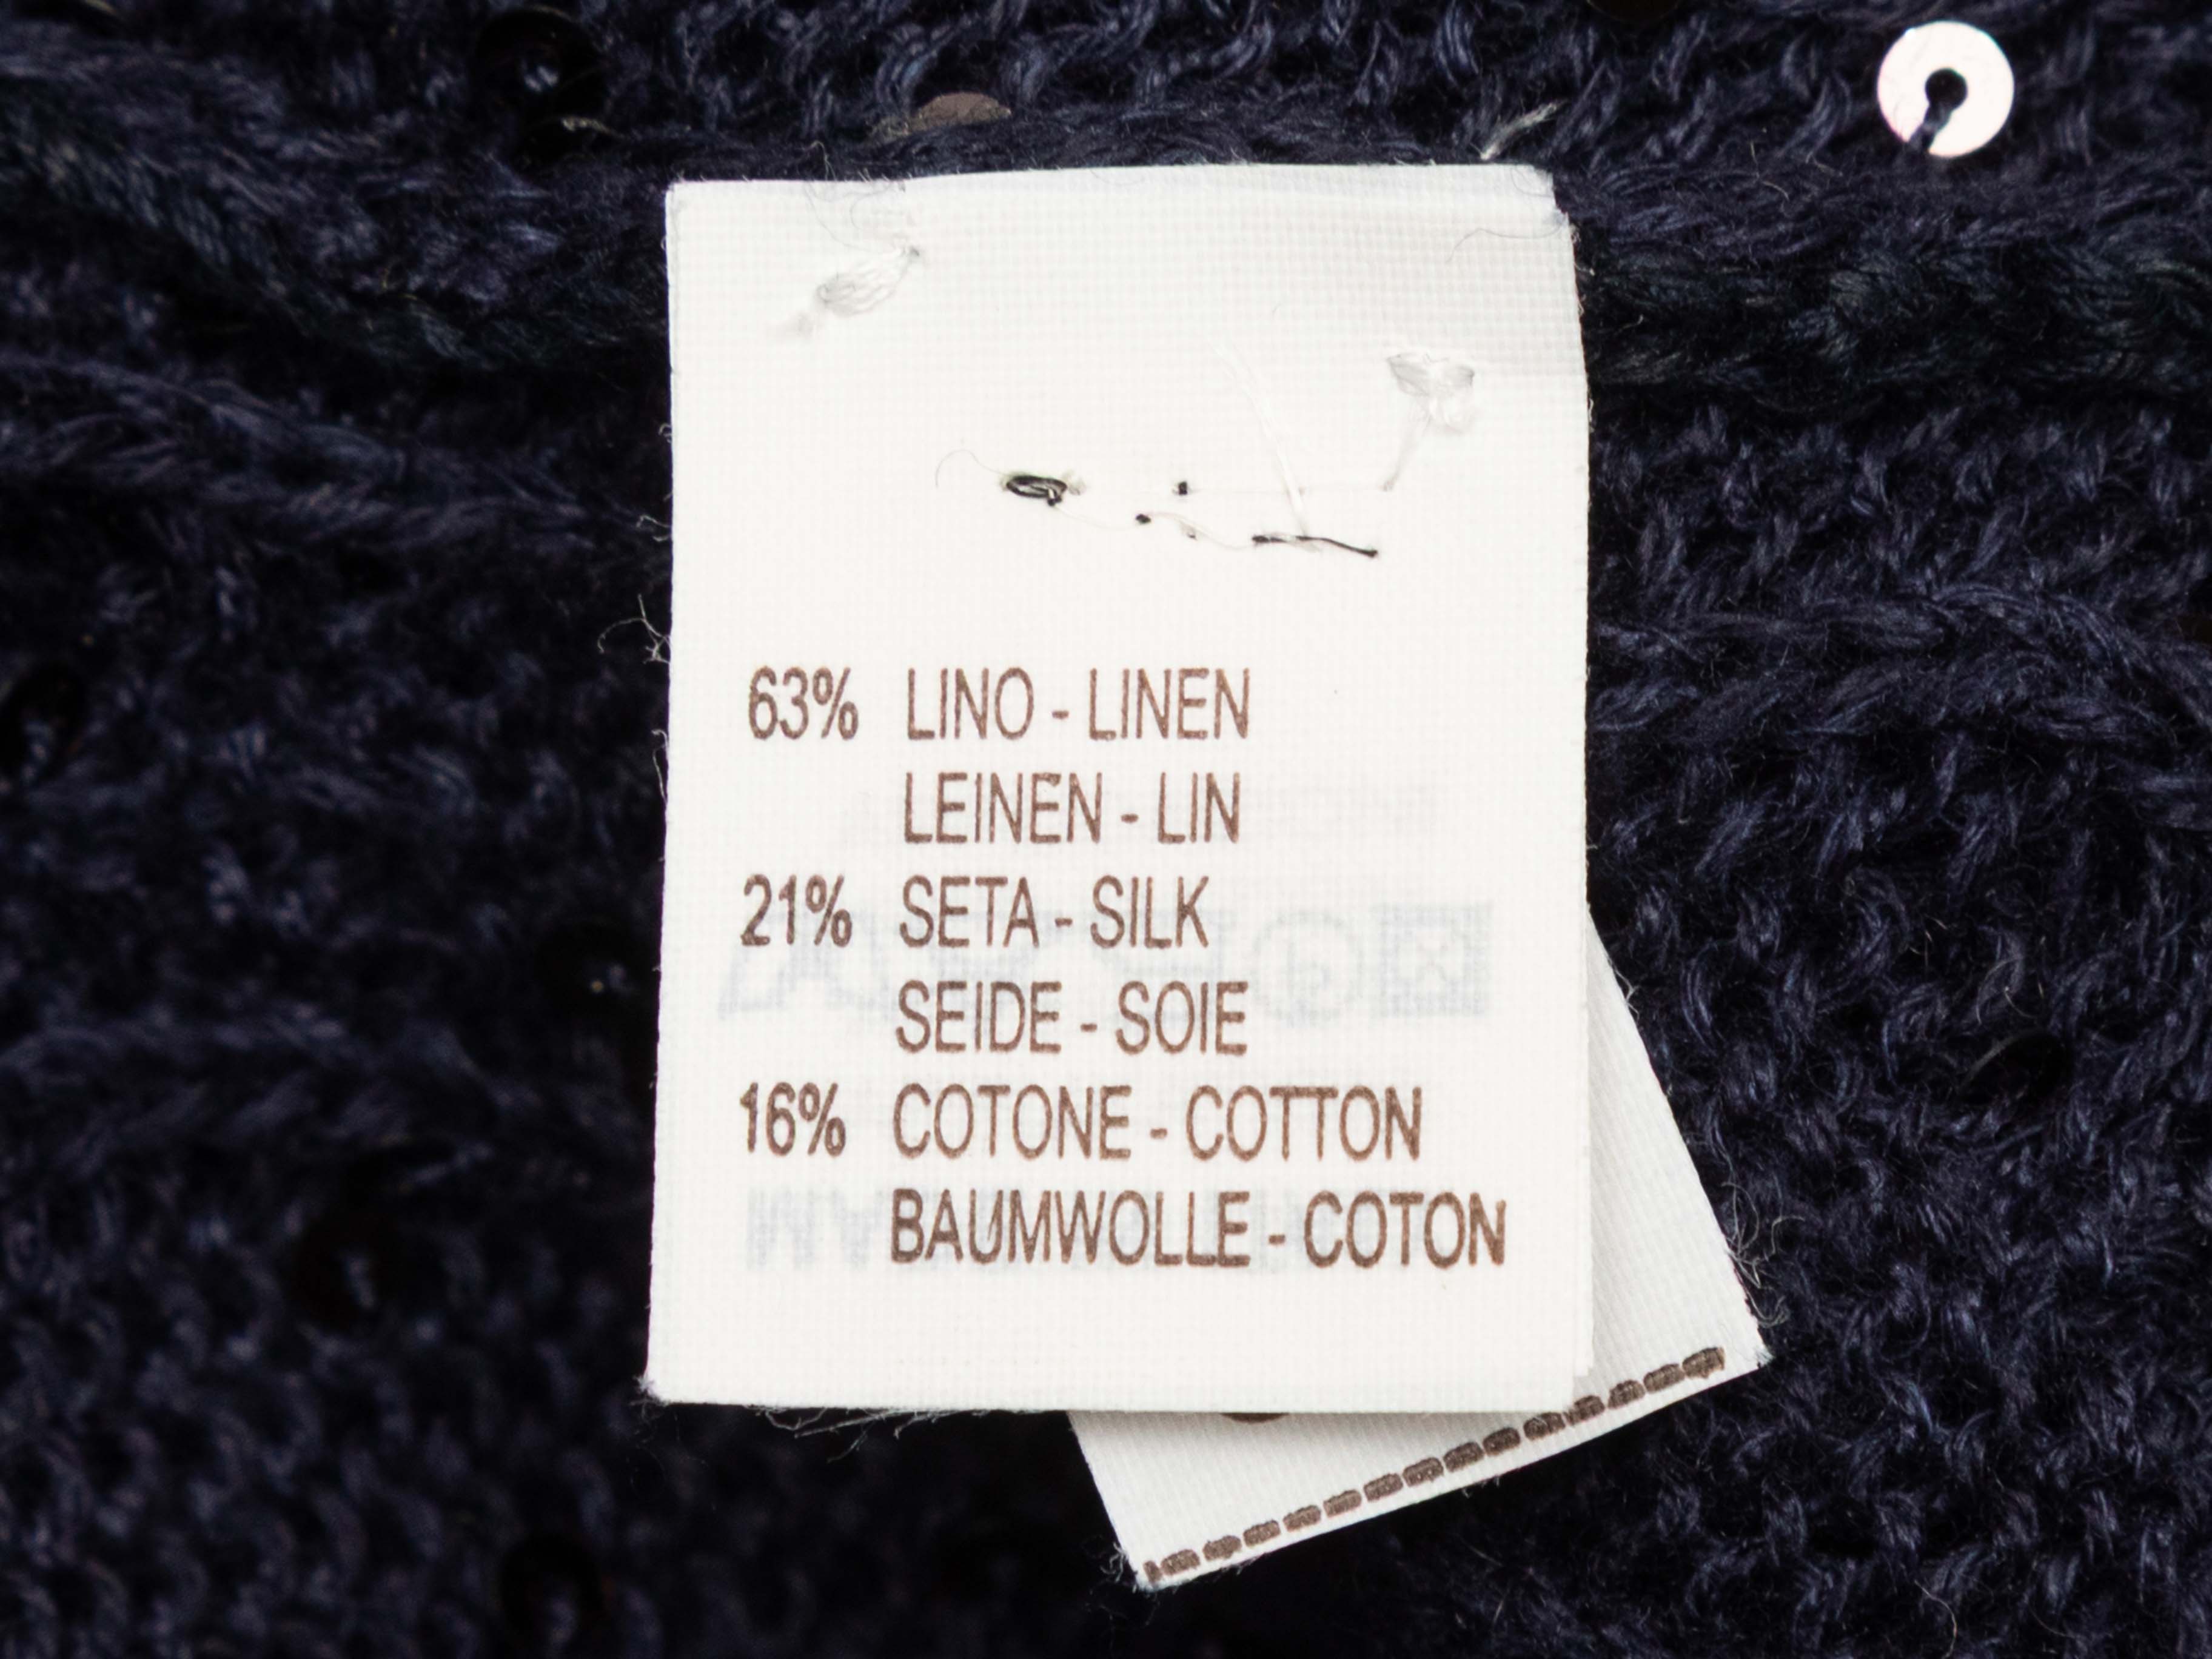 63% LINO - LINEN
LEINEN - LIN
21% SETA - SILK
SEIDE - SOIE
16% COTONE - COTTON
BAUMWOLLE - COTON